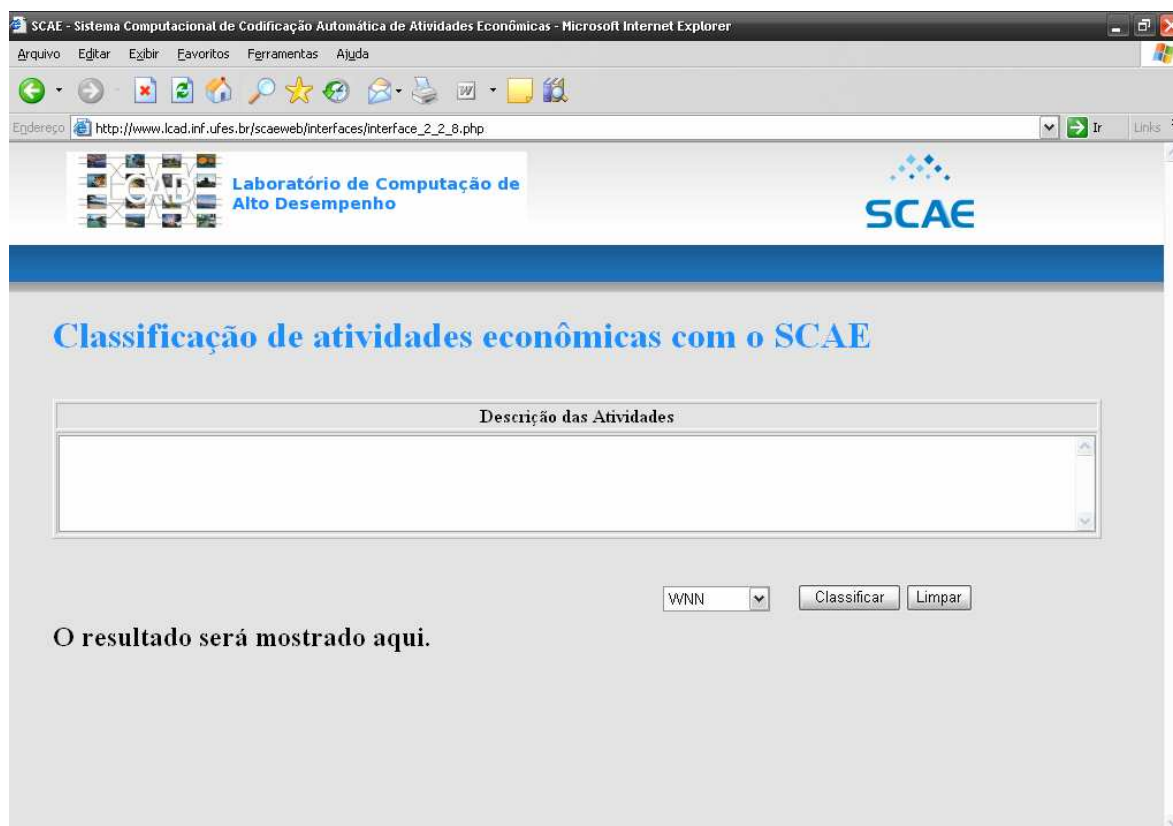 SCAE - Sistema Computacional de Codificação Automática de Atividades Econômicas - Microsoft Internet Explorer
Arquivo Editar Exibir Favoritos Ferramentas Ajuda
Endereço http://www.lcad.inf.ufes.br/scaeweb/interfaces/interface_2_2_8.php Ir Links
LCAD Laboratório de Computação de
Alto Desempenho
SCAE
Classificação de atividades econômicas com o SCAE
Descrição das Atividades
WNN Classificar Limpar
O resultado será mostrado aqui.